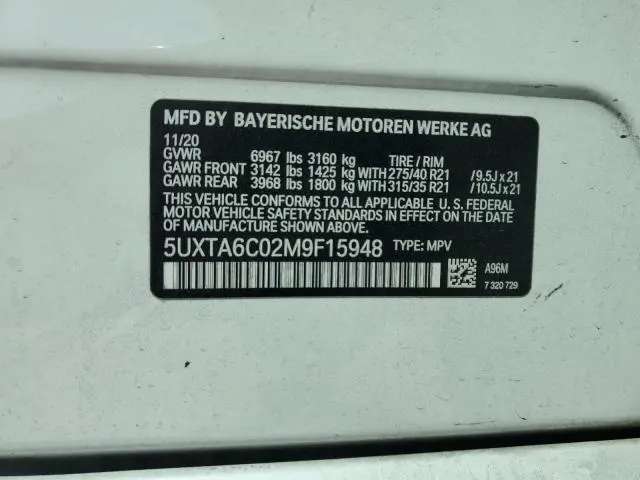 MFD BY BAYERISCHE MOTOREN WERKE AG
11/20
GVWR 6967 lbs 3160 kg TIRE / RIM
GAWR FRONT 3142 lbs 1425 kg WITH 275/40 R21 /9.5J x 21
GAWR REAR 3968 lbs 1800 kg WITH 315/35 R21 /10.5J x 21
THIS VEHICLE CONFORMS TO ALL APPLICABLE U. S. FEDERAL
MOTOR VEHICLE SAFETY STANDARDS IN EFFECT ON THE
DATE OF MANUFACTURE SHOWN ABOVE.
5UXTA6C02M9F15948 TYPE: MPV
A96M
7 320 729